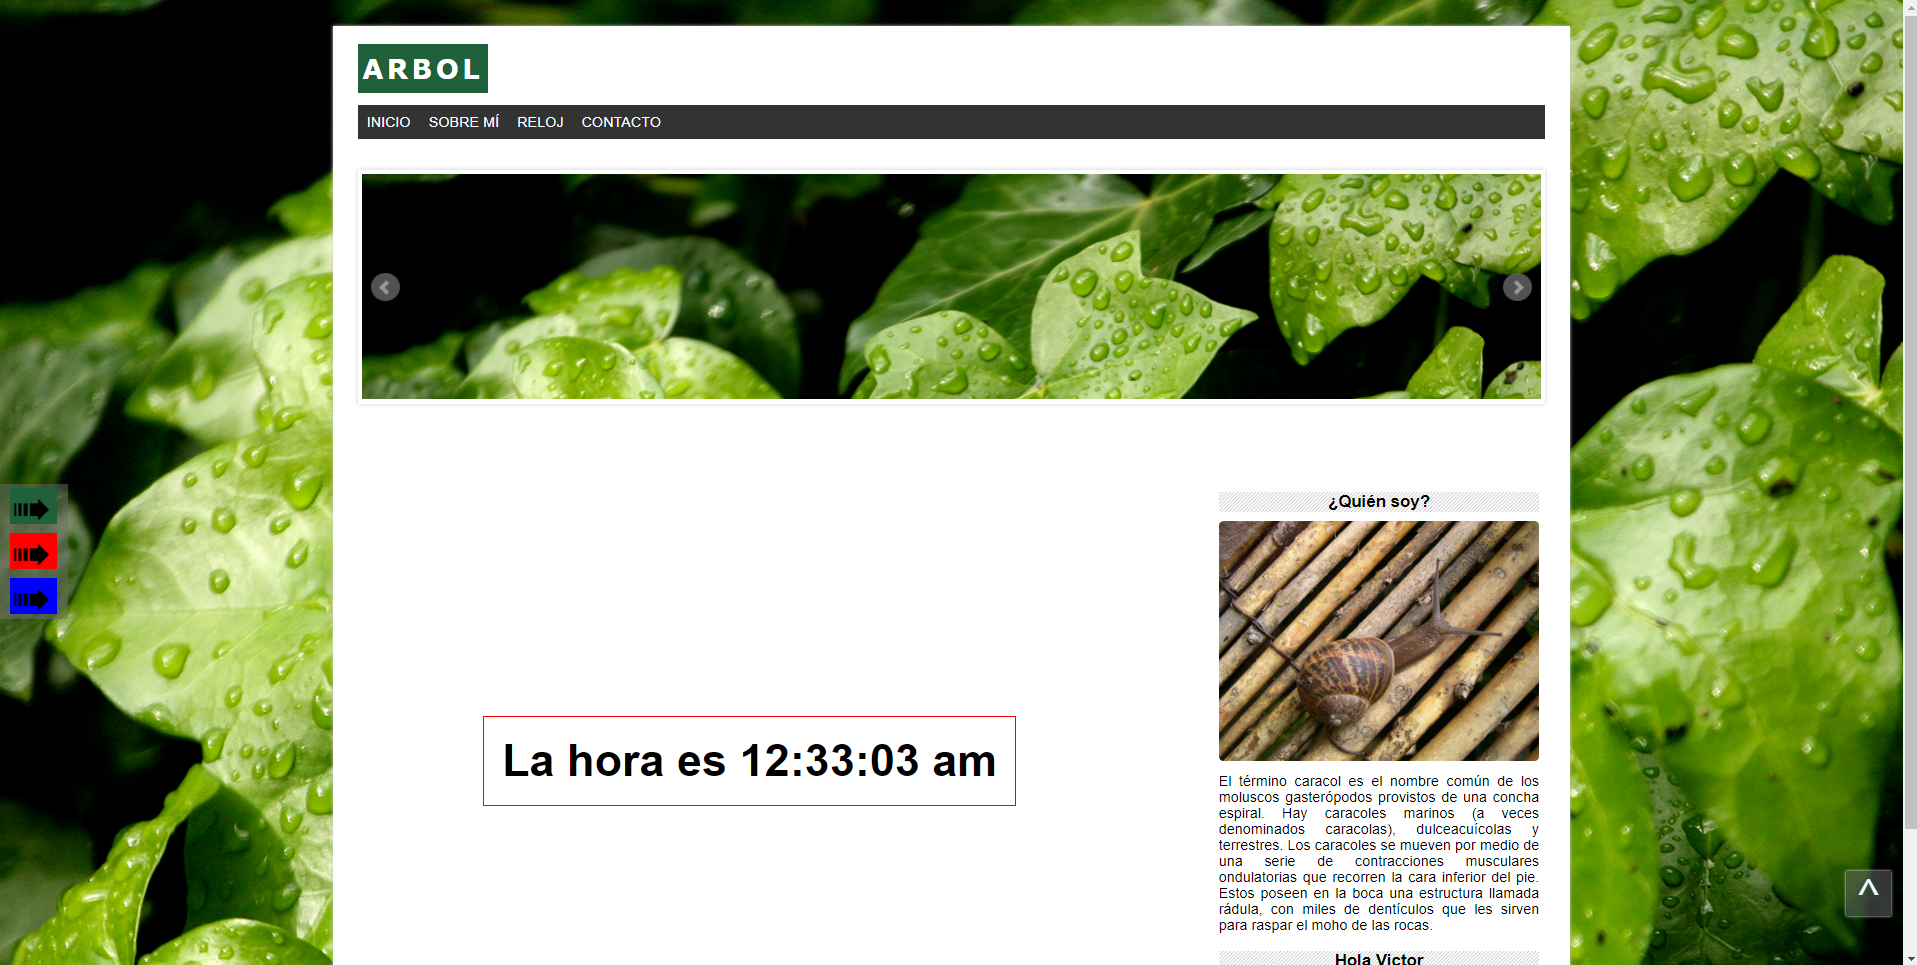 ARBOL
INICIO SOBRE MÍ RELOJ CONTACTO
La hora es 12:33:03 am
¿Quién soy?
El término caracol es el nombre común de los
moluscos gasterópodos provistos de una concha
espiral. Hay caracoles marinos (a veces
denominados caracolas), dulceacuícolas y
terrestres. Los caracoles se mueven por medio de
una serie de contracciones musculares
ondulatorias que recorren la cara inferior del pie.
Estos poseen en la boca una estructura llamada
rádula, con miles de dentículos que les sirven
para raspar el moho de las rocas.
Hola Victor